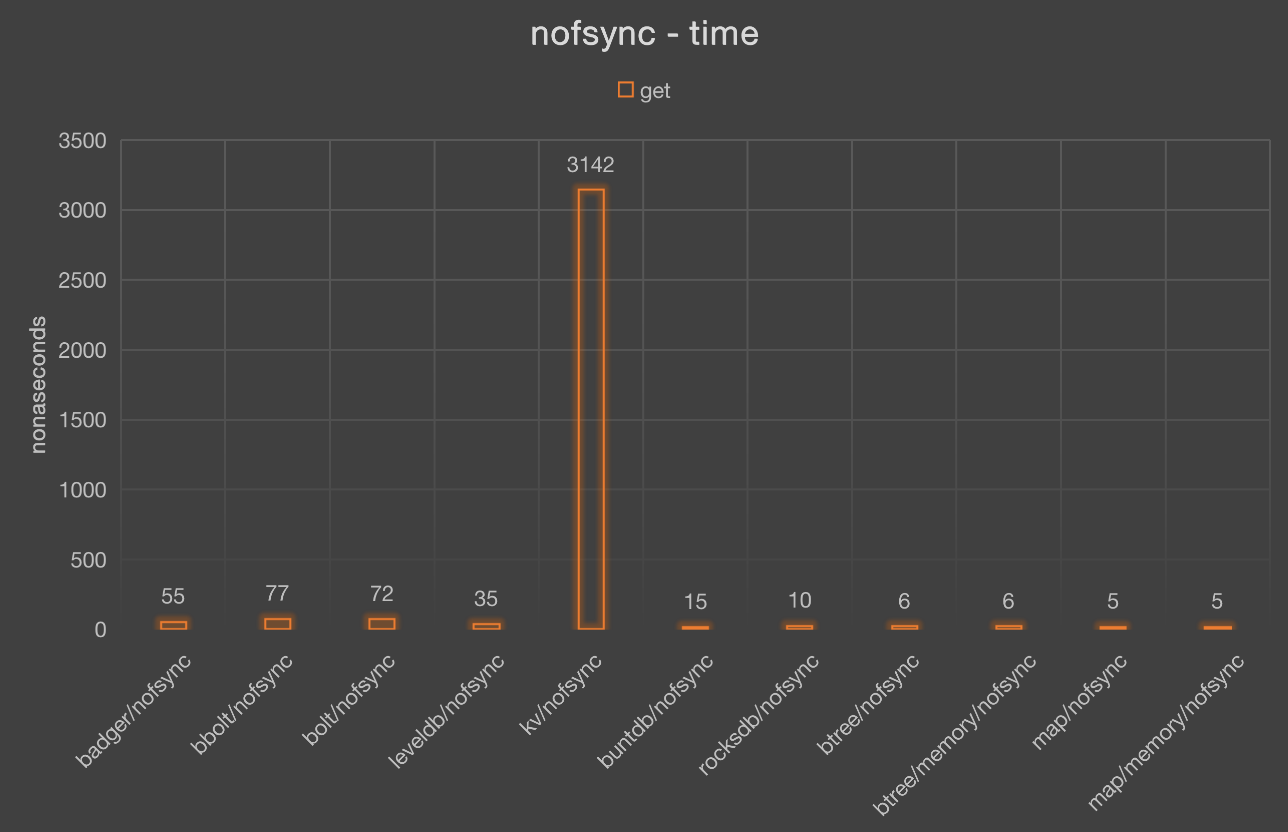 nofsync - time
get
3500
3000
2500
2000
1500
1000
500
0
nonaseconds
55
77
72
35
3142
15
10
6
6
5
5
badger/nofsync
bbolt/nofsync
bolt/nofsync
leveldb/nofsync
kv/nofsync
buntdb/nofsync
rocksdb/nofsync
btree/nofsync
btree/memory/nofsync
map/nofsync
map/memory/nofsync